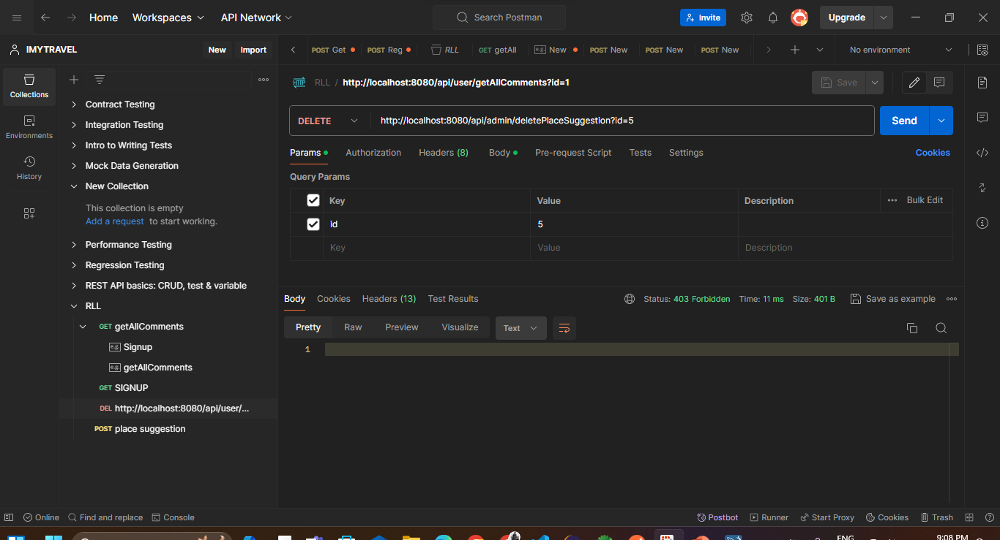 Home Workspaces API Network Search Postman Invite Upgrade
IMYTRAVEL New Import POST Get POST Reg RLL GET getAll e.g. New POST New POST New POST New No environment
Collections
Environments
History
Contract Testing
Integration Testing
Intro to Writing Tests
Mock Data Generation
New Collection
This collection is empty
Add a request to start working.
Performance Testing
Regression Testing
REST API basics: CRUD, test & variable
RLL
GET getAllComments
e.g. Signup
e.g. getAllComments
GET SIGNUP
DEL http://localhost:8080/api/user/...
POST place suggestion
HTTP RLL / http://localhost:8080/api/user/getAllComments?id=1 Save
DELETE http://localhost:8080/api/admin/deletePlaceSuggestion?id=5 Send
Params Authorization Headers (8) Body Pre-request Script Tests Settings Cookies
Query Params
Key Value Description Bulk Edit
id 5
Key Value Description
Body Cookies Headers (13) Test Results Status: 403 Forbidden Time: 11 ms Size: 401 B Save as example
Pretty Raw Preview Visualize Text
1
Online Find and replace Console Postbot Runner Start Proxy Cookies Trash
ENG 9:08 PM